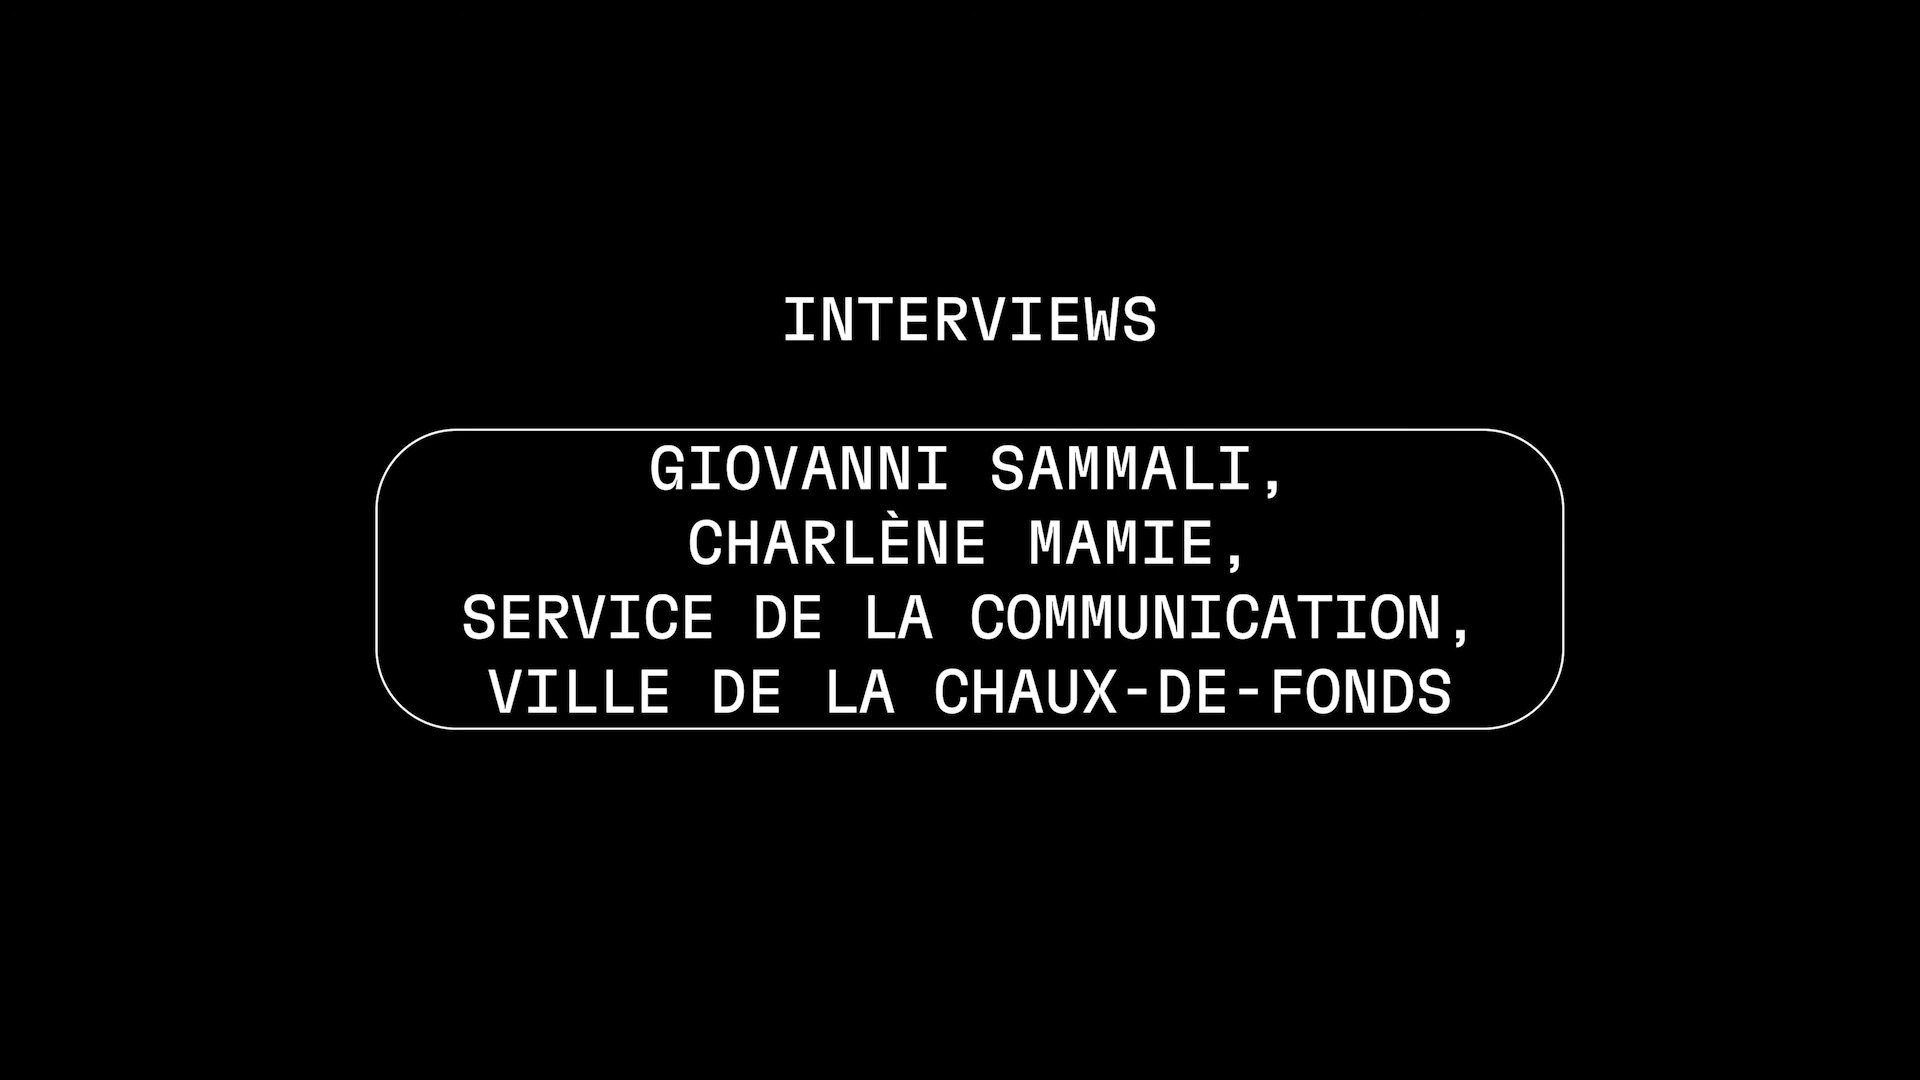 INTERVIEWS
GIOVANNI SAMMALI,
CHARLÈNE MAMIE,
SERVICE DE LA COMMUNICATION,
VILLE DE LA CHAUX-DE-FONDS